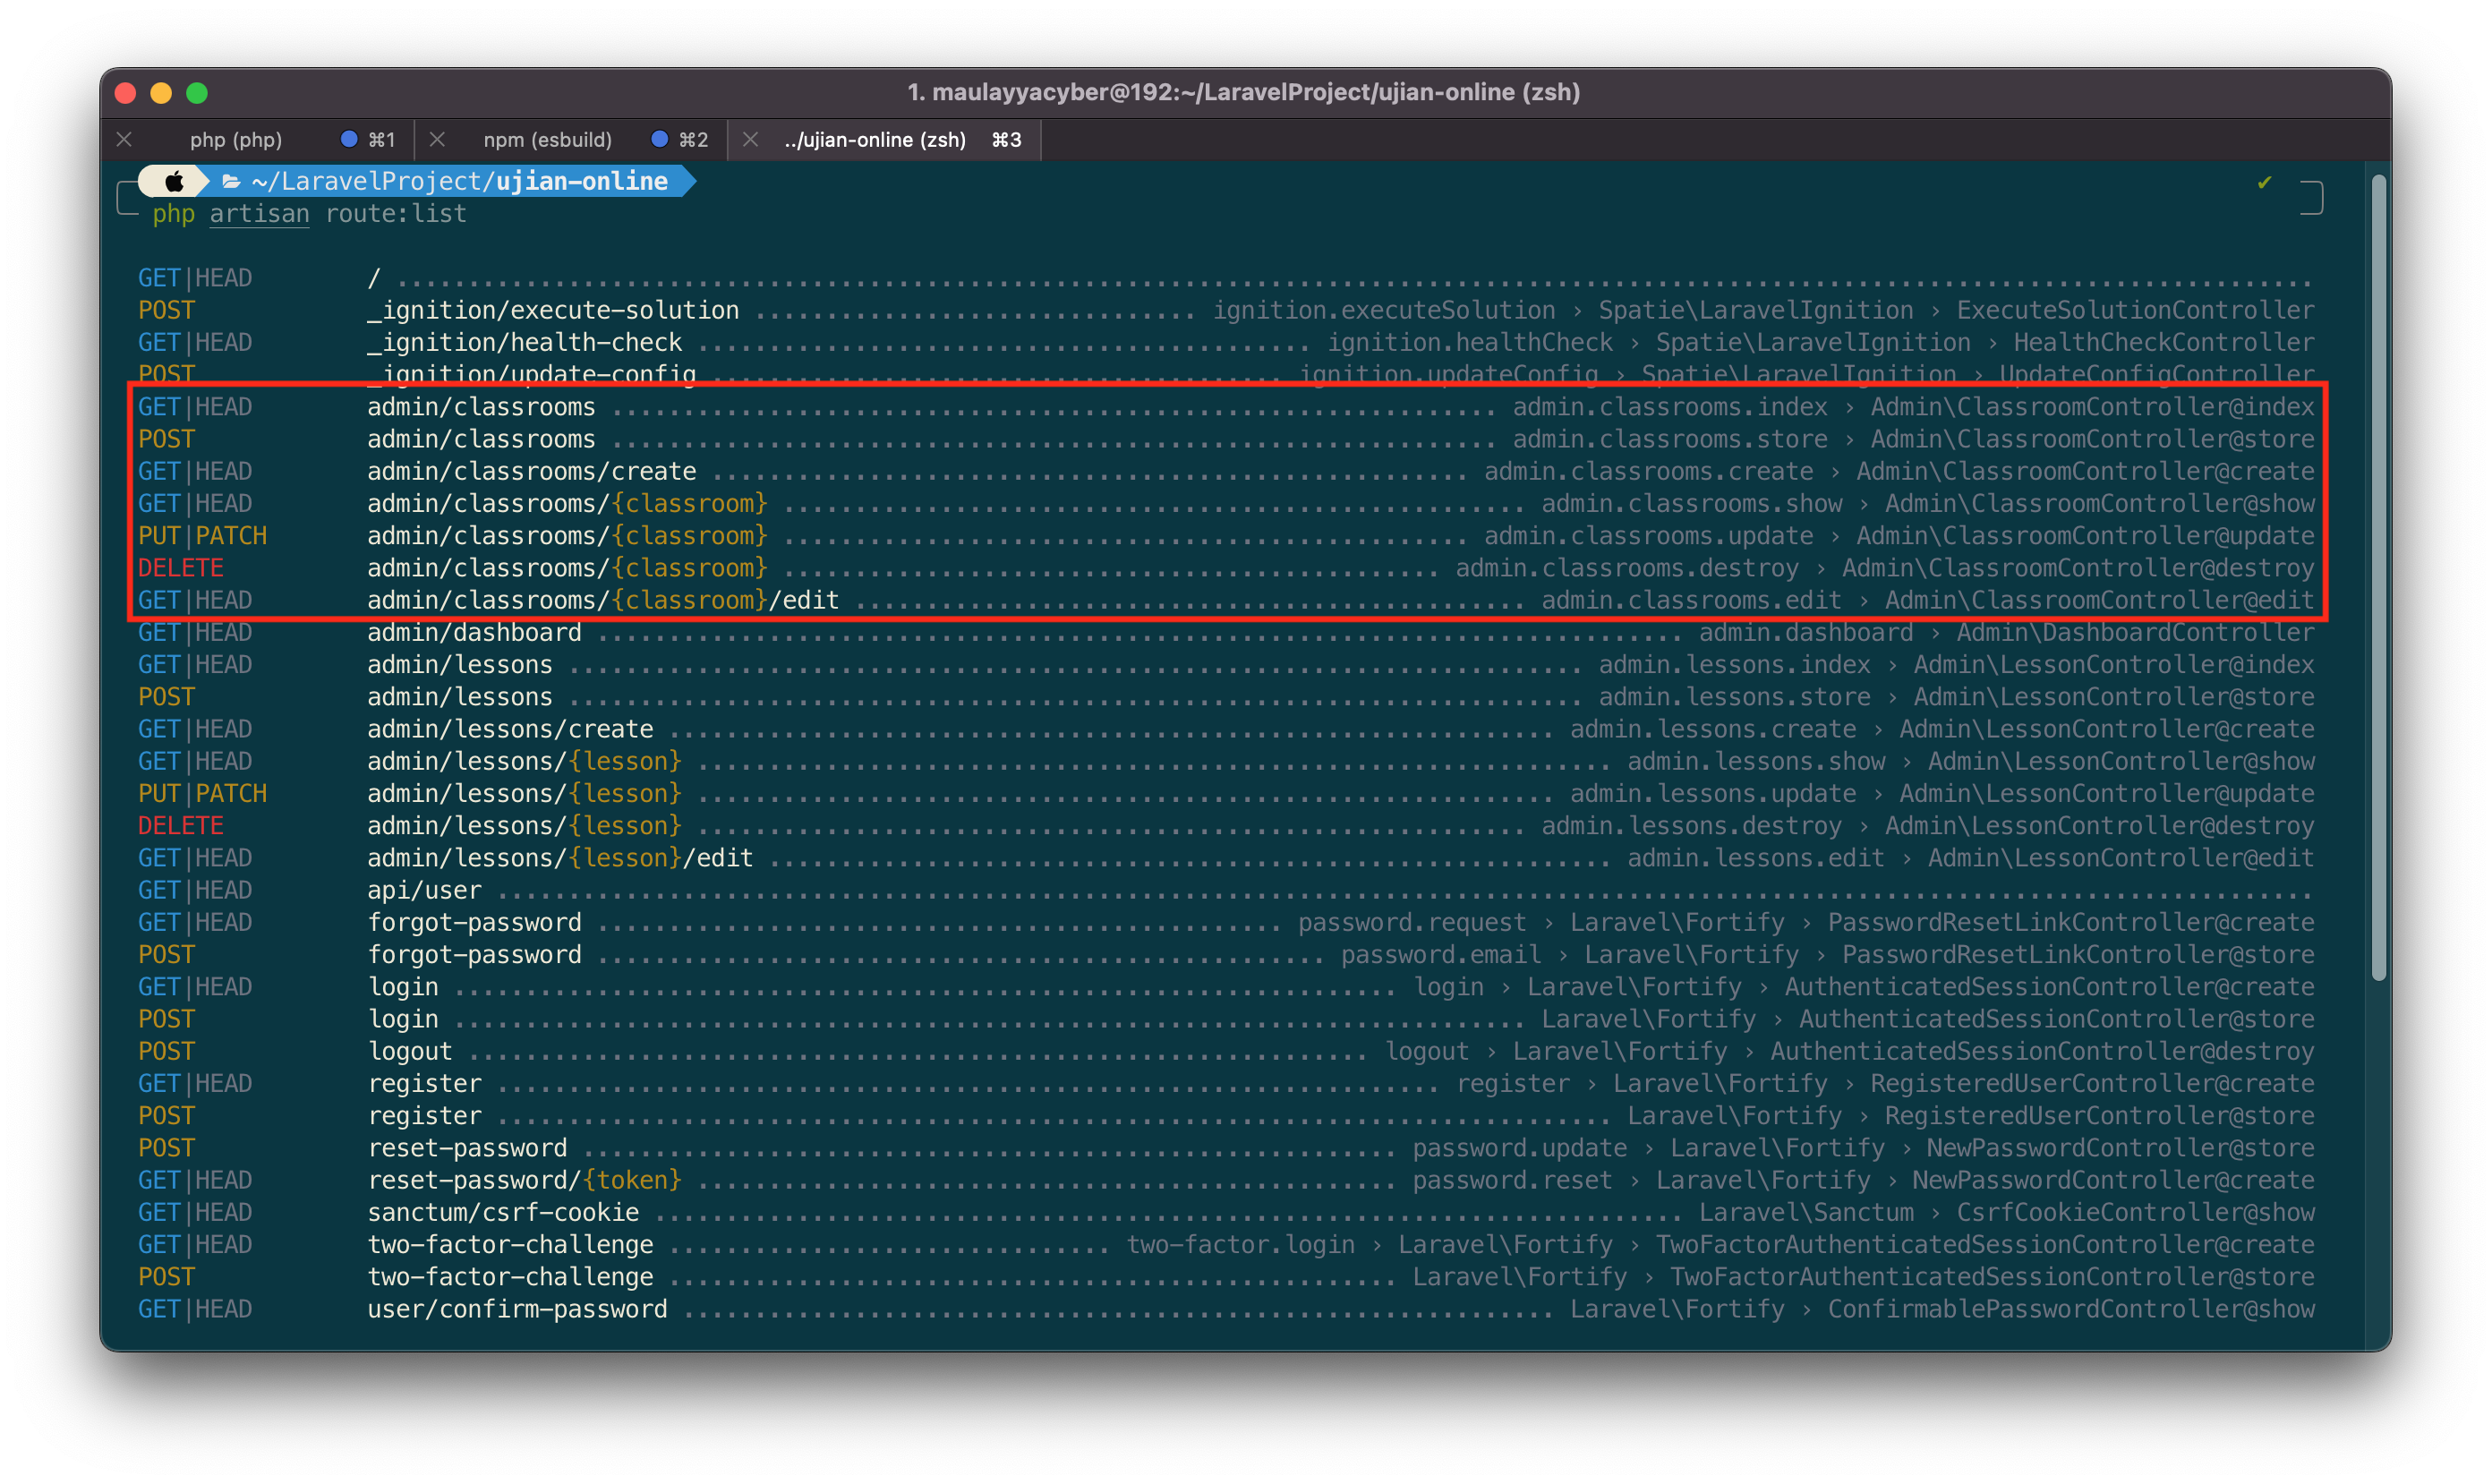 1. maulayyacyber@192:~/LaravelProject/ujian-online (zsh)
php (php) ⌘1 npm (esbuild) ⌘2 ../ujian-online (zsh) ⌘3
~/LaravelProject/ujian-online ✔
php artisan route:list
GET|HEAD / ........................................................................................................................................
POST _ignition/execute-solution ............................... ignition.executeSolution › Spatie\LaravelIgnition › ExecuteSolutionController
GET|HEAD _ignition/health-check ........................................... ignition.healthCheck › Spatie\LaravelIgnition › HealthCheckController
POST _ignition/update-config ........................................ ignition.updateConfig › Spatie\LaravelIgnition › UpdateConfigController
GET|HEAD admin/classrooms .............................................................. admin.classrooms.index › Admin\ClassroomController@index
POST admin/classrooms .............................................................. admin.classrooms.store › Admin\ClassroomController@store
GET|HEAD admin/classrooms/create ..................................................... admin.classrooms.create › Admin\ClassroomController@create
GET|HEAD admin/classrooms/{classroom} .................................................... admin.classrooms.show › Admin\ClassroomController@show
PUT|PATCH admin/classrooms/{classroom} ................................................ admin.classrooms.update › Admin\ClassroomController@update
DELETE admin/classrooms/{classroom} .............................................. admin.classrooms.destroy › Admin\ClassroomController@destroy
GET|HEAD admin/classrooms/{classroom}/edit ............................................... admin.classrooms.edit › Admin\ClassroomController@edit
GET|HEAD admin/dashboard ............................................................................ admin.dashboard › Admin\DashboardController
GET|HEAD admin/lessons ....................................................................... admin.lessons.index › Admin\LessonController@index
POST admin/lessons ....................................................................... admin.lessons.store › Admin\LessonController@store
GET|HEAD admin/lessons/create .............................................................. admin.lessons.create › Admin\LessonController@create
GET|HEAD admin/lessons/{lesson} ................................................................ admin.lessons.show › Admin\LessonController@show
PUT|PATCH admin/lessons/{lesson} ............................................................ admin.lessons.update › Admin\LessonController@update
DELETE admin/lessons/{lesson} .......................................................... admin.lessons.destroy › Admin\LessonController@destroy
GET|HEAD admin/lessons/{lesson}/edit ........................................................... admin.lessons.edit › Admin\LessonController@edit
GET|HEAD api/user ................................................................................................................................
GET|HEAD forgot-password ................................................ password.request › Laravel\Fortify › PasswordResetLinkController@create
POST forgot-password ................................................... password.email › Laravel\Fortify › PasswordResetLinkController@store
GET|HEAD login .................................................................. login › Laravel\Fortify › AuthenticatedSessionController@create
POST login ........................................................................... Laravel\Fortify › AuthenticatedSessionController@store
POST logout ............................................................... logout › Laravel\Fortify › AuthenticatedSessionController@destroy
GET|HEAD register .................................................................. register › Laravel\Fortify › RegisteredUserController@create
POST register .............................................................................. Laravel\Fortify › RegisteredUserController@store
POST reset-password ......................................................... password.update › Laravel\Fortify › NewPasswordController@store
GET|HEAD reset-password/{token} ................................................. password.reset › Laravel\Fortify › NewPasswordController@create
GET|HEAD sanctum/csrf-cookie ........................................................................ Laravel\Sanctum › CsrfCookieController@show
GET|HEAD two-factor-challenge ............................... two-factor.login › Laravel\Fortify › TwoFactorAuthenticatedSessionController@create
POST two-factor-challenge ................................................... Laravel\Fortify › TwoFactorAuthenticatedSessionController@store
GET|HEAD user/confirm-password ............................................................. Laravel\Fortify › ConfirmablePasswordController@show